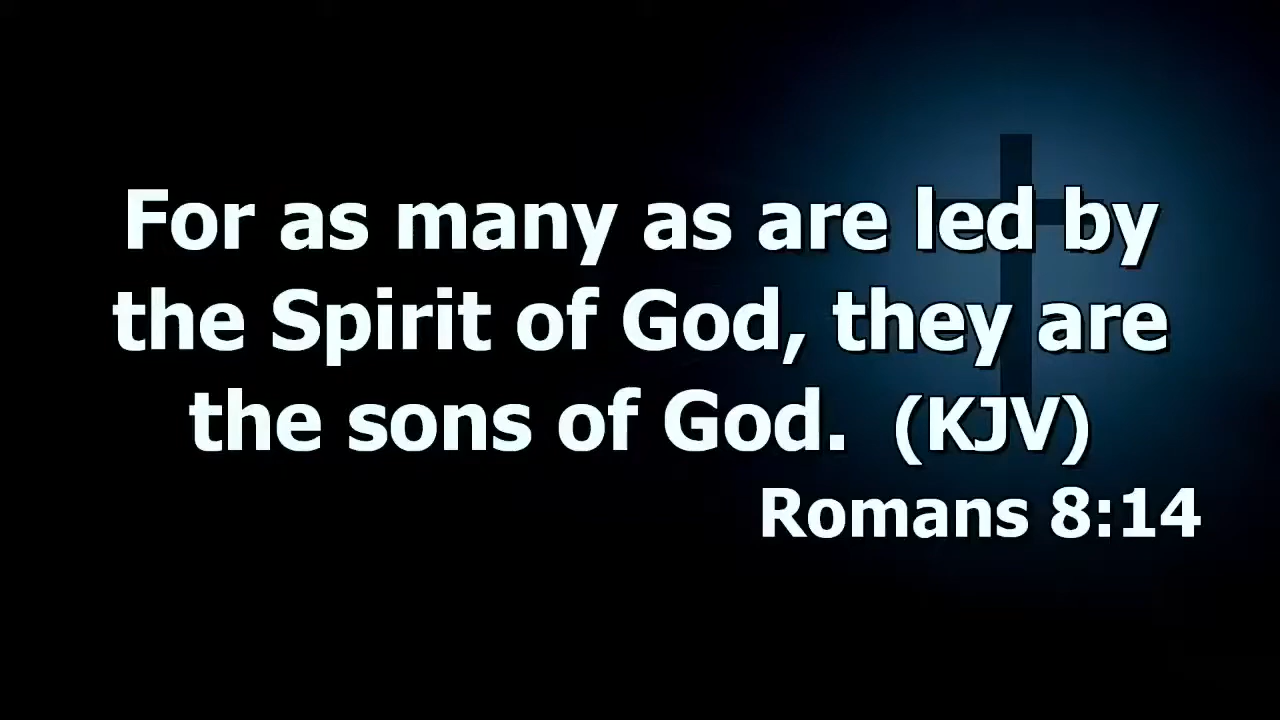 For as many as are led by
the Spirit of God, they are
the sons of God. (KJV)
Romans 8:14